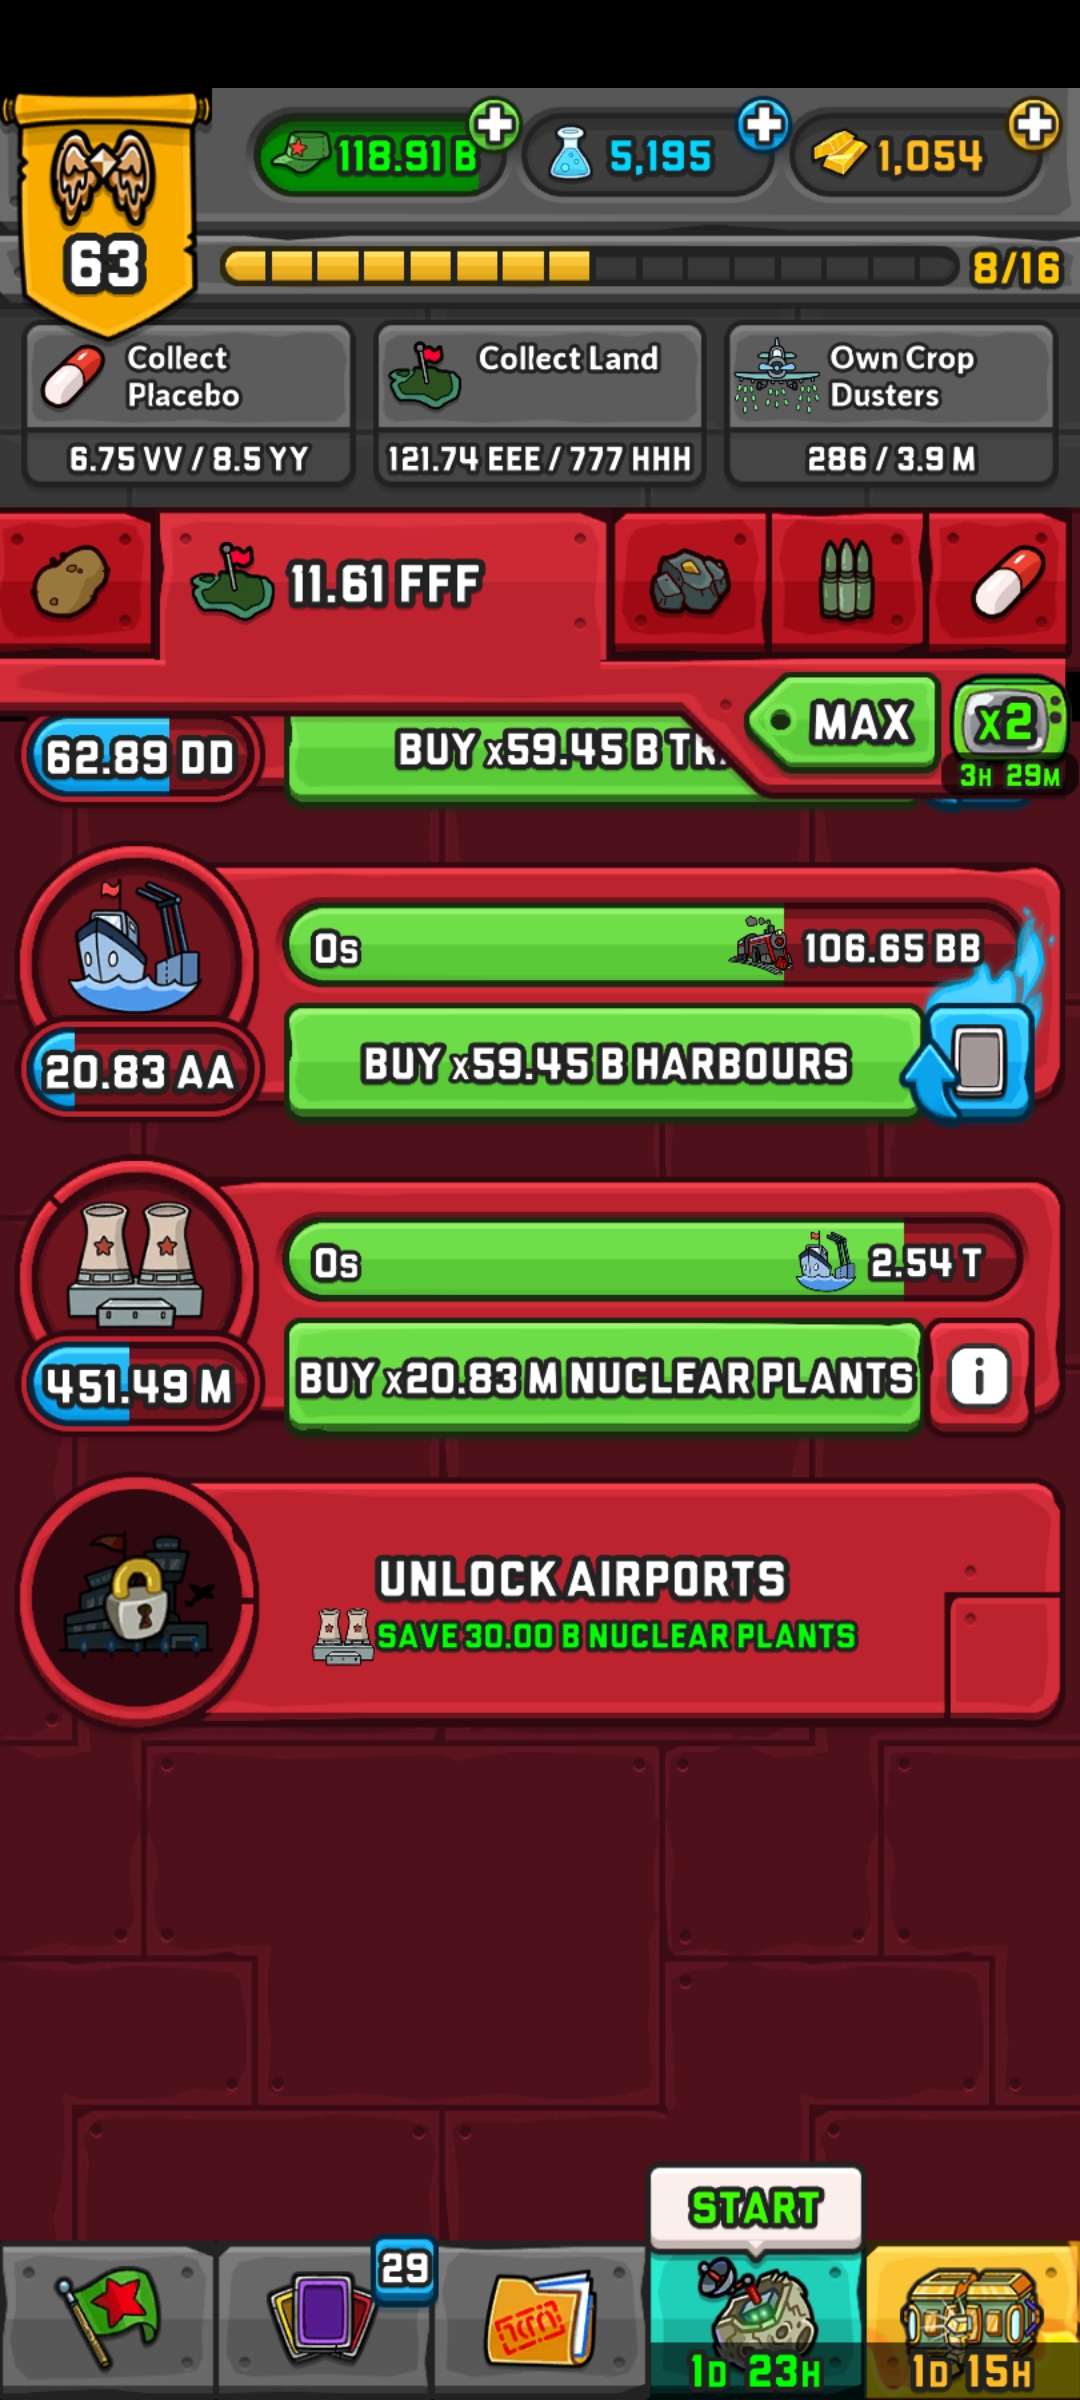 118.91 B
5,195
1,054
63
8/16
Collect
Placebo
6.75 VV / 8.5 YY
Collect Land
121.74 EEE / 777 HHH
Own Crop
Dusters
286 / 3.9 M
11.61 FFF
MAX
x2
3H 29M
62.89 DD
BUY x59.45 B
0s
106.65 BB
20.83 AA
BUY x59.45 B HARBOURS
0s
2.54 T
451.49 M
BUY x20.83 M NUCLEAR PLANTS
i
UNLOCK AIRPORTS
SAVE 30.00 B NUCLEAR PLANTS
START
29
1D 23H
1D 15H